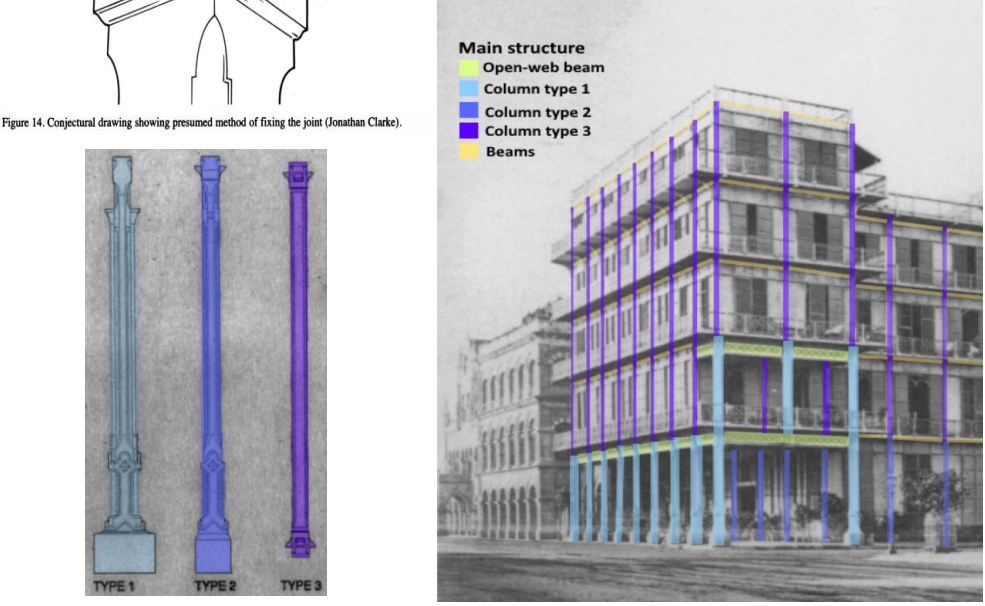 Figure 14. Conjectural drawing showing presumed method of fixing the joint (Jonathan Clarke).
TYPE 1
TYPE 2
TYPE 3
Main structure
Open-web beam
Column type 1
Column type 2
Column type 3
Beams